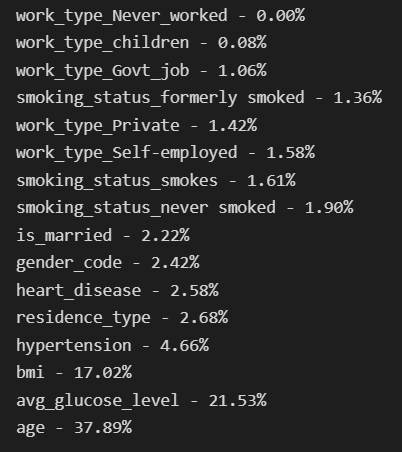 work_type_Never_worked - 0.00%
work_type_children - 0.08%
work_type_Govt_job - 1.06%
smoking_status_formerly smoked - 1.36%
work_type_Private - 1.42%
work_type_Self-employed - 1.58%
smoking_status_smokes - 1.61%
smoking_status_never smoked - 1.90%
is_married - 2.22%
gender_code - 2.42%
heart_disease - 2.58%
residence_type - 2.68%
hypertension - 4.66%
bmi - 17.02%
avg_glucose_level - 21.53%
age - 37.89%